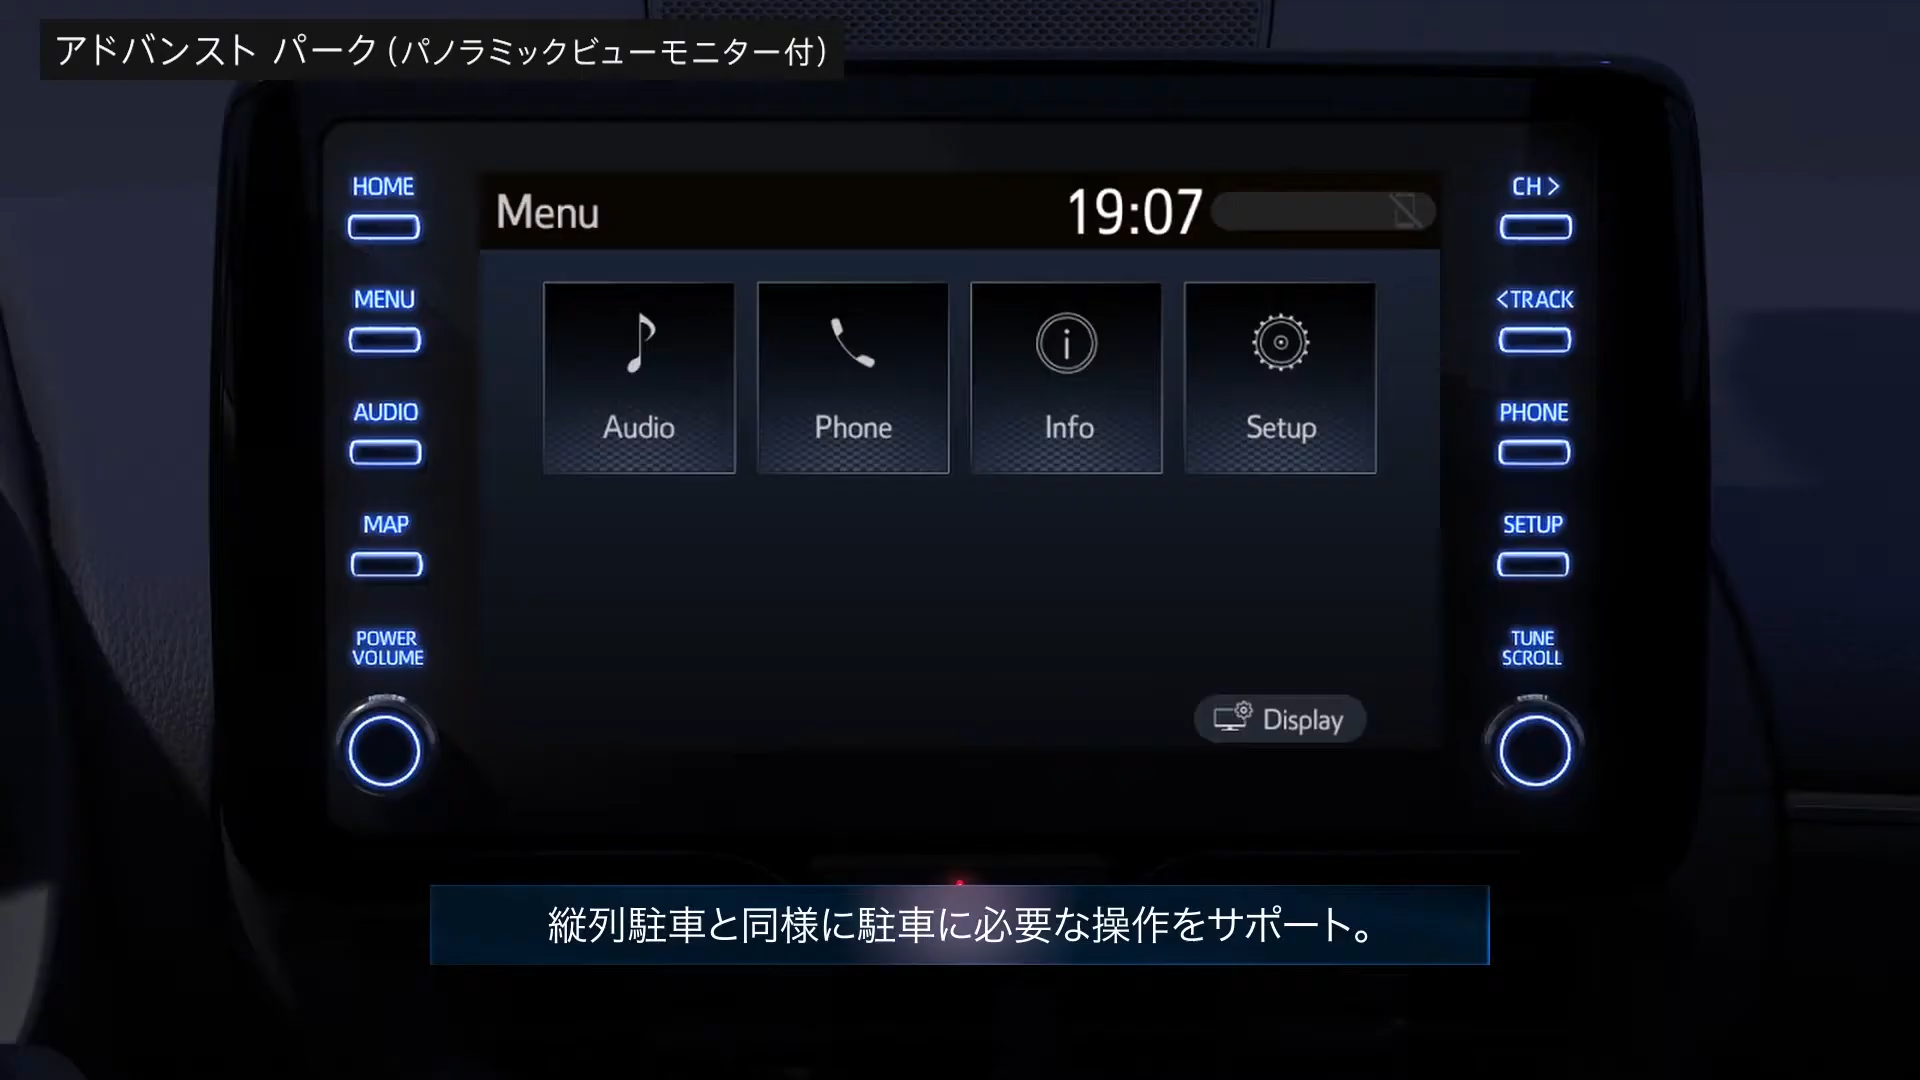 アドバンスト パーク(パノラミックビューモニター付)
HOME
MENU
AUDIO
MAP
POWER
VOLUME
Menu
19:07
Audio
Phone
Info
Setup
Display
CH>
<TRACK
PHONE
SETUP
TUNE
SCROLL
縦列駐車と同様に駐車に必要な操作をサポート。